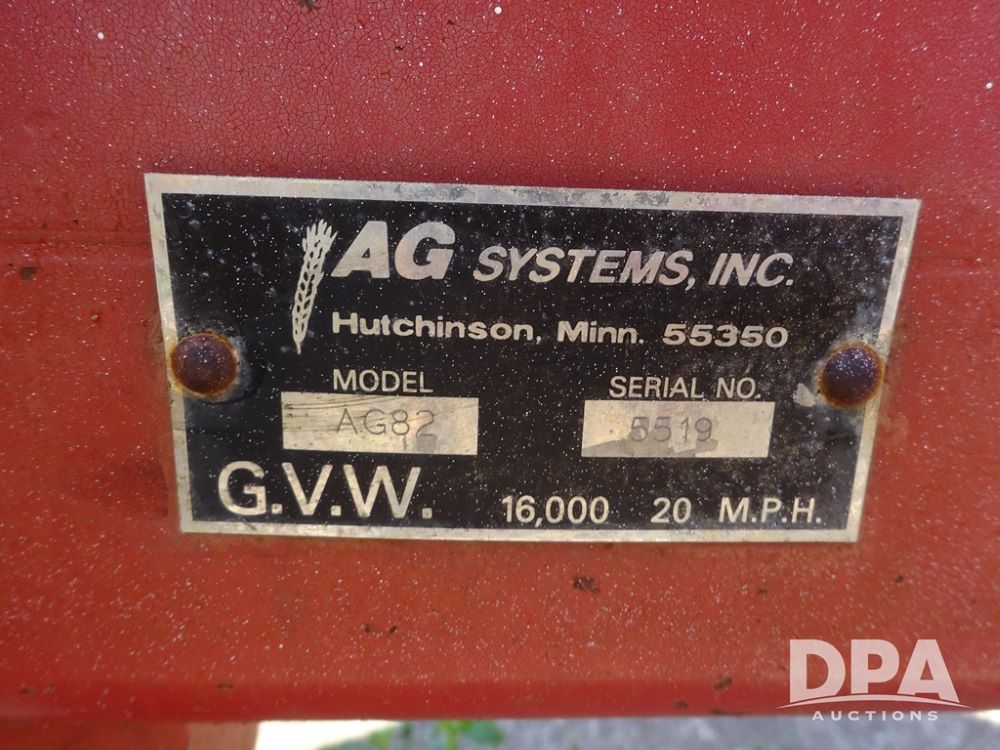 AG SYSTEMS, INC.
Hutchinson, Minn. 55350
MODEL SERIAL NO.
AG82 5519
G.V.W. 16,000 20 M.P.H.
DPA
AUCTIONS